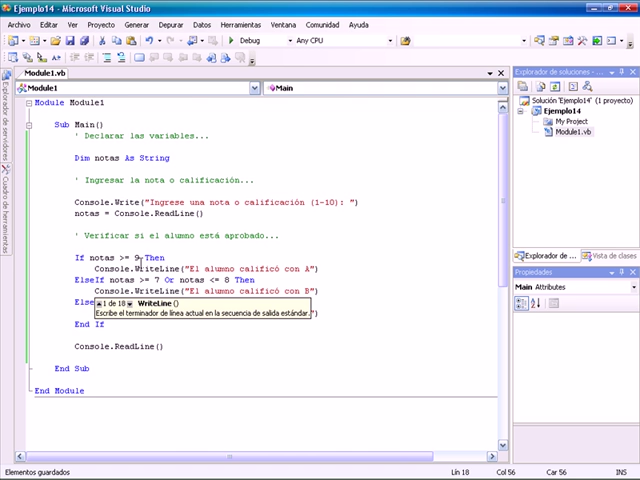 Ejemplo14 - Microsoft Visual Studio
Archivo Editar Ver Proyecto Generar Depurar Datos Herramientas Ventana Comunidad Ayuda
Debug Any CPU
Module1.vb
Module1 Main
Module Module1
Sub Main()
' Declarar las variables...
Dim notas As String
' Ingresar la nota o calificación...
Console.Write("Ingrese una nota o calificación (1-10): ")
notas = Console.ReadLine()
' Verificar si el alumno está aprobado...
If notas >= 9 Then
Console.WriteLine("El alumno calificó con A")
ElseIf notas >= 7 Or notas <= 8 Then
Console.WriteLine("El alumno calificó con B")
Else
1 de 18 WriteLine ()
Escribe el terminador de línea actual en la secuencia de salida estándar. ")
End If
Console.ReadLine()
End Sub
End Module
Explorador de servidores
Cuadro de herramientas
Explorador de soluciones - ...
Solución 'Ejemplo14' (1 proyecto)
Ejemplo14
My Project
Module1.vb
Explorador de so... Vista de clases
Propiedades
Main Attributes
Elementos guardados Lín 18 Col 56 Car 56 INS